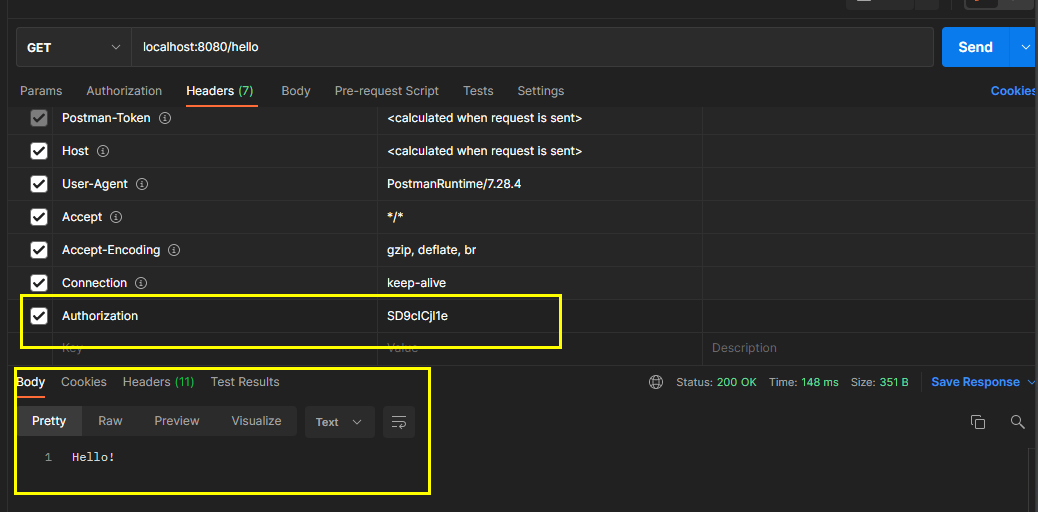 GET localhost:8080/hello Send
Params Authorization Headers (7) Body Pre-request Script Tests Settings Cookies
Postman-Token <calculated when request is sent>
Host <calculated when request is sent>
User-Agent PostmanRuntime/7.28.4
Accept */*
Accept-Encoding gzip, deflate, br
Connection keep-alive
Authorization
Key Value Description
Body Cookies Headers (11) Test Results Status: 200 OK Time: 148 ms Size: 351 B Save Response
Pretty Raw Preview Visualize Text
1 Hello!